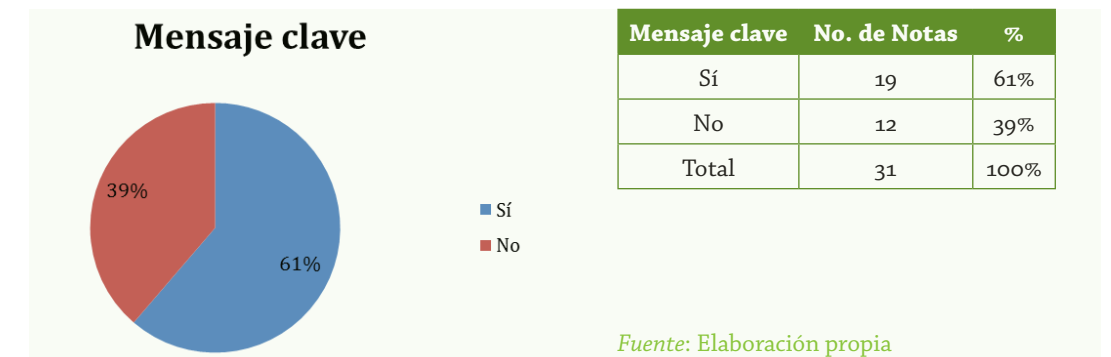 Mensaje clave
39%
61%
Sí
No
Mensaje clave No. de Notas %
Sí 19 61%
No 12 39%
Total 31 100%
Fuente: Elaboración propia